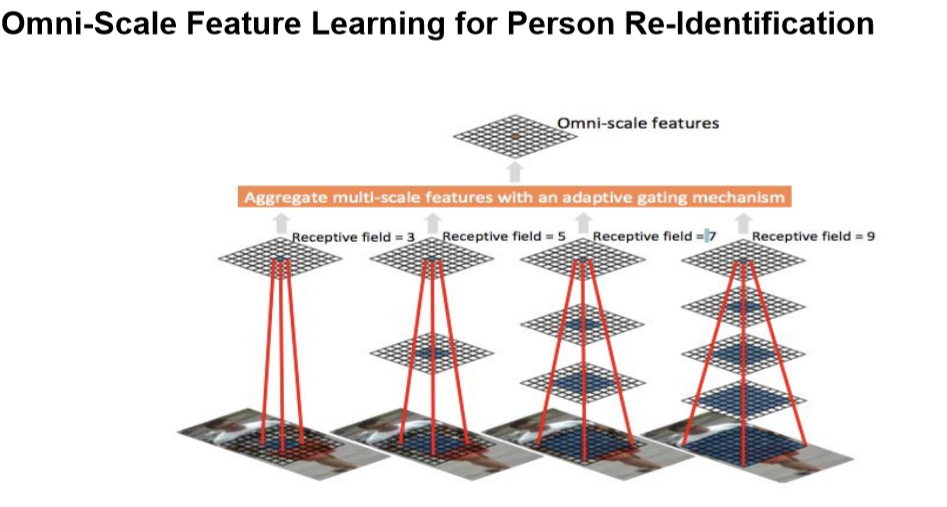 Omni-Scale Feature Learning for Person Re-Identification
Omni-scale features
Aggregate multi-scale features with an adaptive gating mechanism
Receptive field = 3
Receptive field = 5
Receptive field = 7
Receptive field = 9